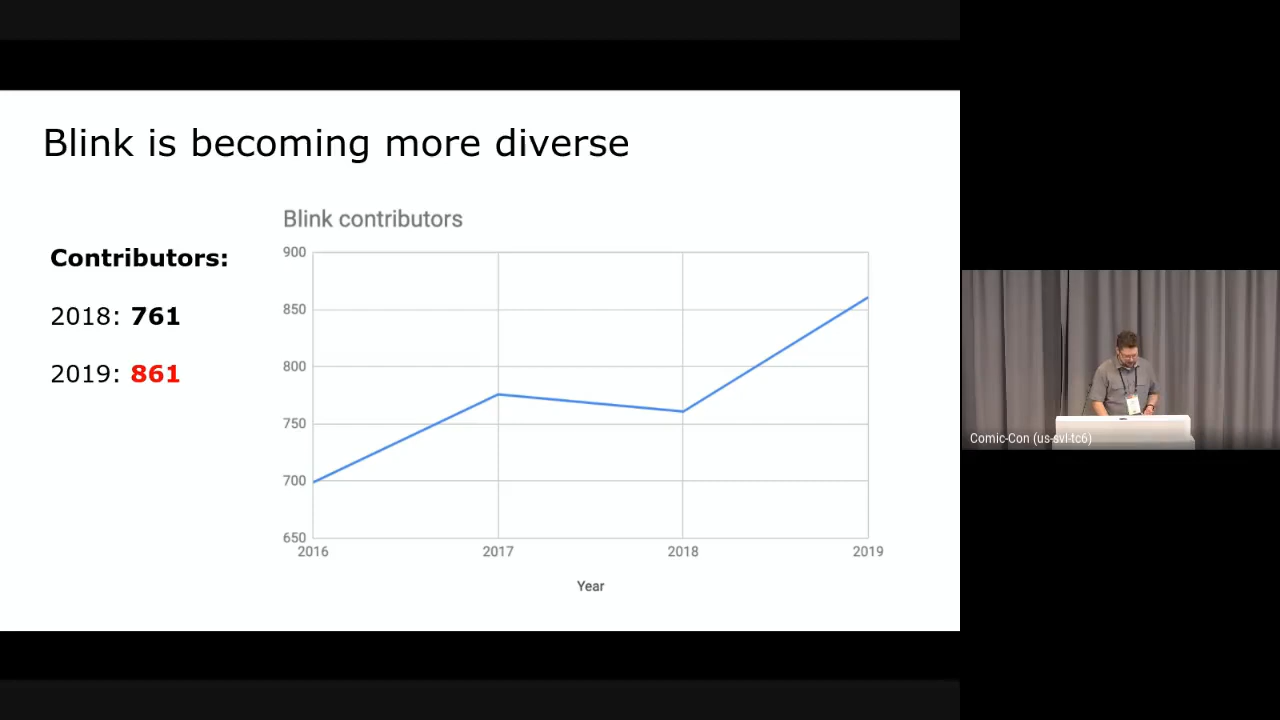 Blink is becoming more diverse
Contributors:
2018: 761
2019: 861
Blink contributors
900
850
800
750
700
650
2016 2017 2018 2019
Year
Comic-Con (us-svl-tc6)